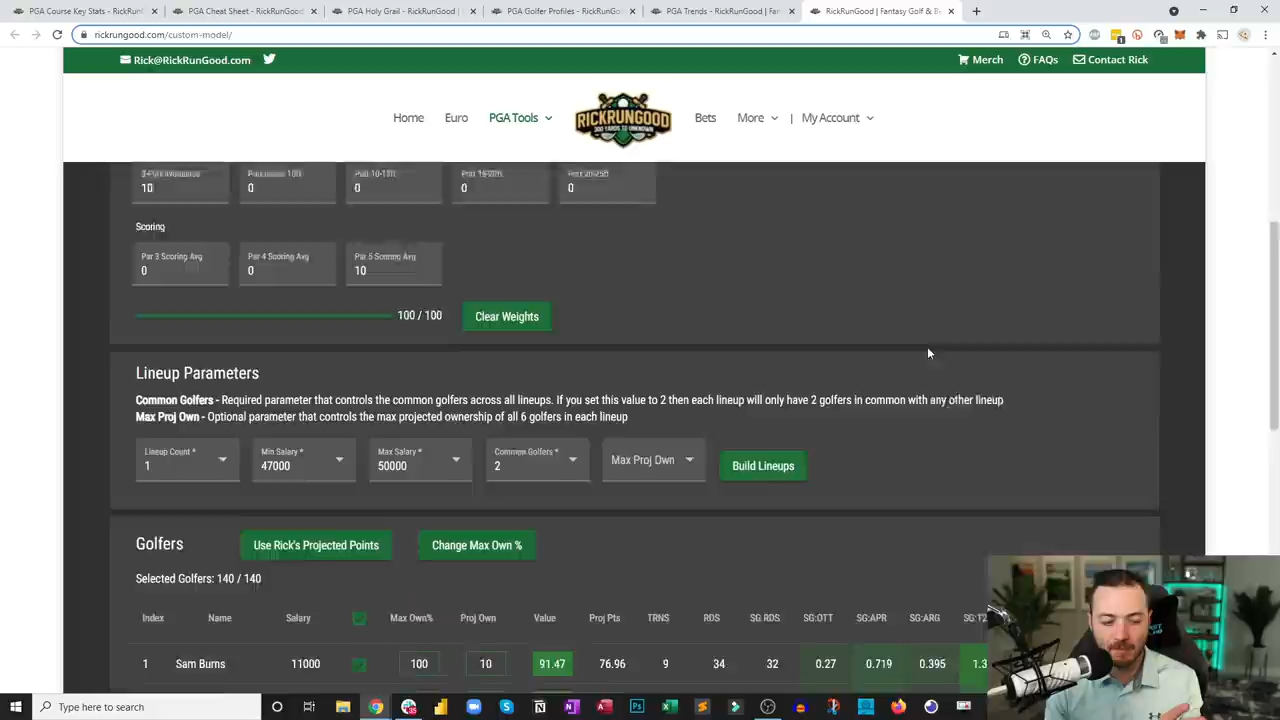 PGA Course Key Stats - RickRun
PGA Cheat Sheet - RickRunGood
PGA Holy Grail - RickRunGood |
PGA Golfer Profiles - RickRunGoo
PGA Trends - RickRunGood | Fan
RickRunGood | Fantasy Golf & B
rickrungood.com/custom-model/
Rick@RickRunGood.com
Merch FAQs Contact Rick
Home Euro PGA Tools RICKRUNGOOD Bets More | My Account
300 YARDS TO UNKNOWN
10 0 0 0 0
Scoring
Par 3 Scoring Avg Par 4 Scoring Avg Par 5 Scoring Avg
0 0 10
100 / 100 Clear Weights
Lineup Parameters
Common Golfers - Required parameter that controls the common golfers across all lineups. If you set this value to 2 then each lineup will only have 2 golfers in common with any other lineup
Max Proj Own - Optional parameter that controls the max projected ownership of all 6 golfers in each lineup
Lineup Count * Min Salary * Max Salary * Common Golfers *
1 47000 50000 2 Max Proj Own Build Lineups
Golfers Use Rick's Projected Points Change Max Own %
Selected Golfers: 140 / 140
Index Name Salary Max Own% Proj Own Value Proj Pts TRNS RDS SG RDS SG:OTT SG:APR SG:ARG
1 Sam Burns 11000 100 10 91.47 76.96 9 34 32 0.27 0.719 0.395 1.3
Type here to search